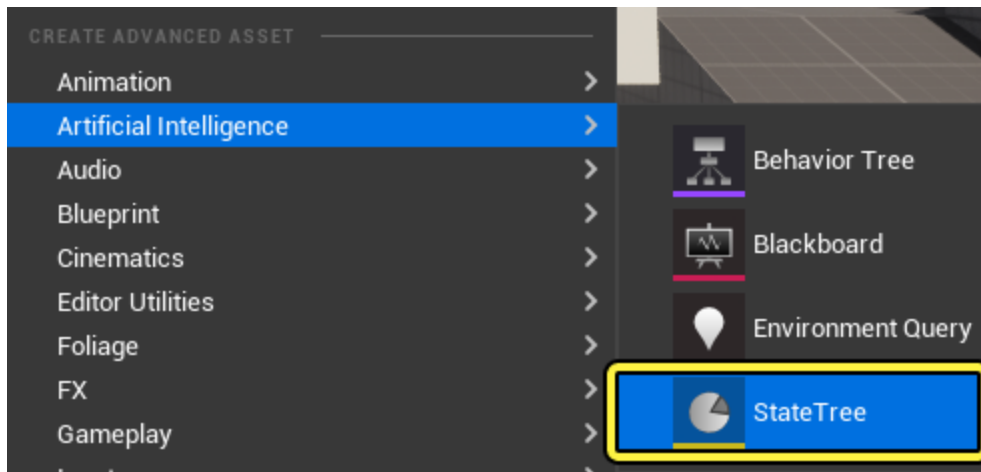 CREATE ADVANCED ASSET
Animation
Artificial Intelligence
Audio
Blueprint
Cinematics
Editor Utilities
Foliage
FX
Gameplay
Behavior Tree
Blackboard
Environment Query
StateTree